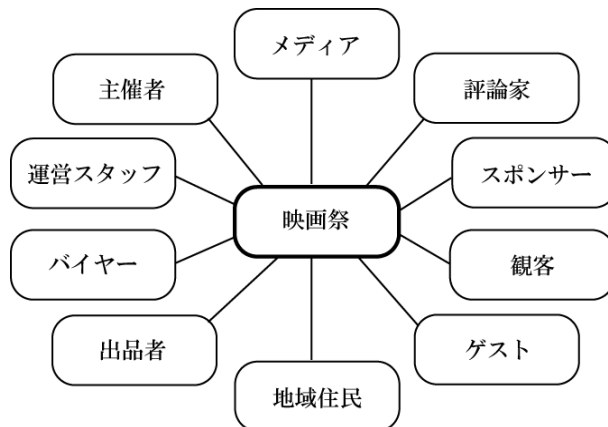 メディア
主催者
評論家
運営スタッフ
スポンサー
映画祭
バイヤー
観客
出品者
ゲスト
地域住民